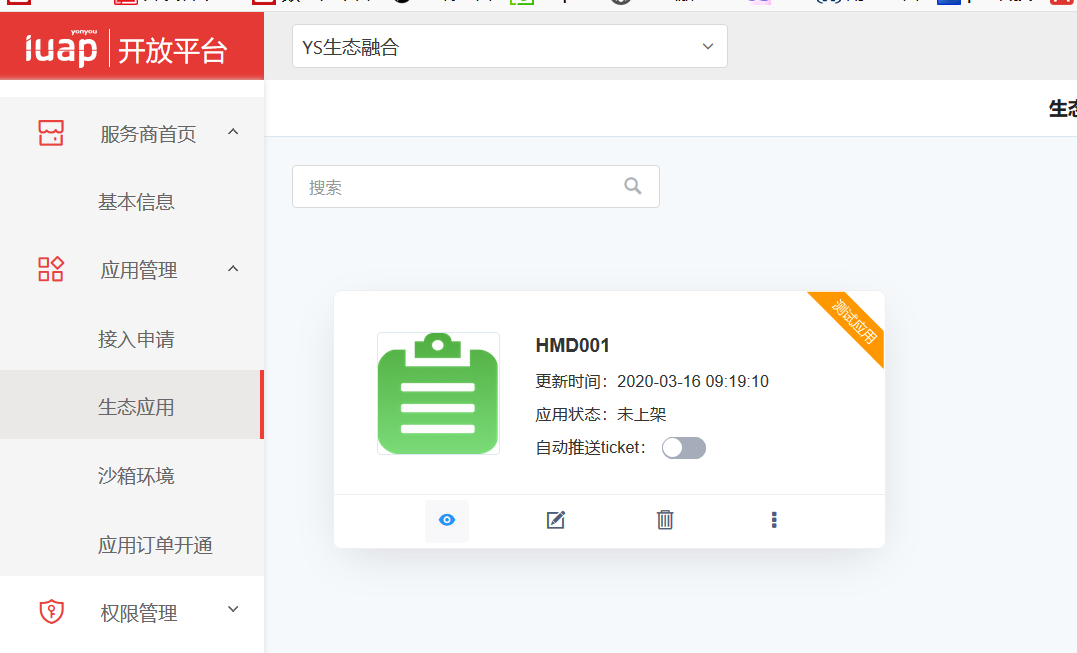 yonyou
iuap 开放平台
YS生态融合
服务商首页
基本信息
应用管理
接入申请
生态应用
沙箱环境
应用订单开通
权限管理
生态
搜索
测试应用
HMD001
更新时间：2020-03-16 09:19:10
应用状态：未上架
自动推送ticket：